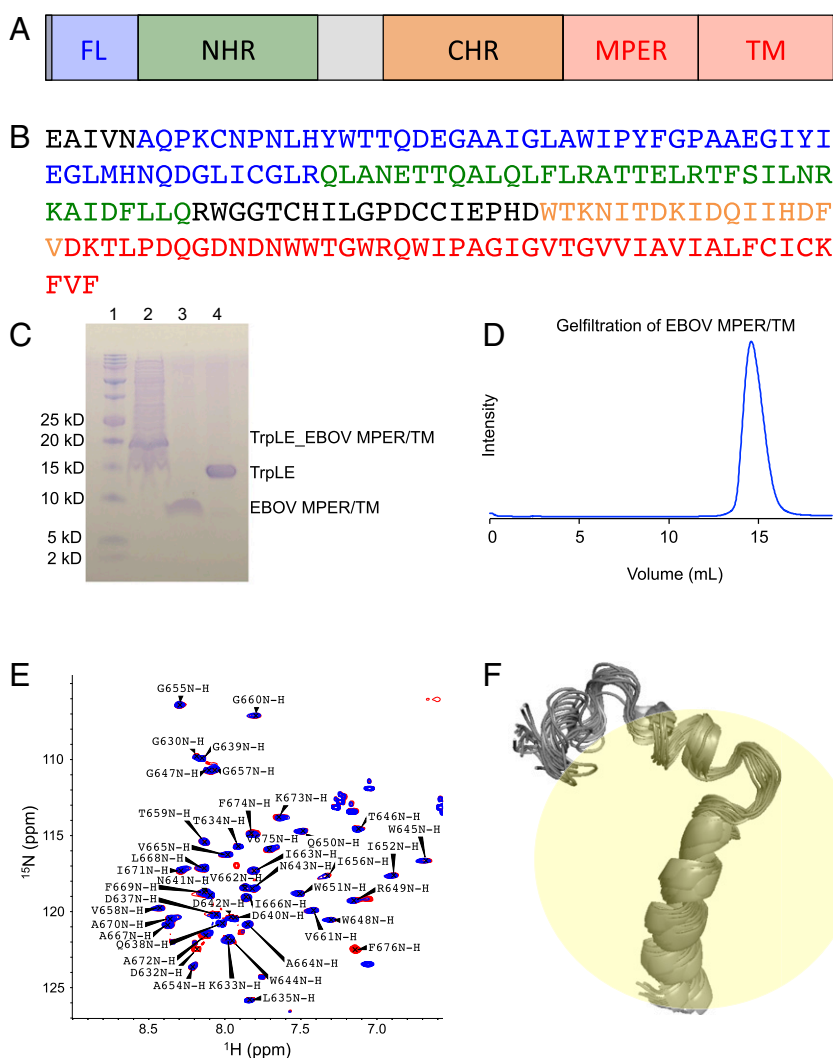 A
FL NHR CHR MPER TM
B
EAIVNAQPKCNPNLHYWTTQDEGAAIGLAWIPYFGPAAEGIYI
EGLMHNQDGLICGLRQLANETTQALQLFLRATTELRTFSILNR
KAIDFLLQRWGGTCHILGPDCCIEPHDWTKNITDKIDQIIHDF
VDKTLPDQGDNDNWWTGWRQWIPAGIGVTGVVIAVIALFCICK
FVF
C
1 2 3 4
25 kD
20 kD
15 kD
10 kD
5 kD
2 kD
TrpLE_EBOV MPER/TM
TrpLE
EBOV MPER/TM
D
Gelfiltration of EBOV MPER/TM
Intensity
0 5 10 15
Volume (mL)
E
G655N-H
G660N-H
G630N-H
G639N-H
G647N-H
G657N-H
F674N-H
K673N-H
T659N-H
T634N-H
V675N-H
T646N-H
W645N-H
V665N-H
Q650N-H
L668N-H
I663N-H
I652N-H
I671N-H
I656N-H
N641N-H
V662N-H
N643N-H
F669N-H
W651N-H
R649N-H
D637N-H
D642N-H
I666N-H
V658N-H
D640N-H
W648N-H
A670N-H
V661N-H
A667N-H
Q638N-H
F676N-H
A672N-H
A664N-H
D632N-H
W644N-H
A654N-H
K633N-H
L635N-H
110
115
120
125
15N (ppm)
8.5 8.0 7.5 7.0
1H (ppm)
F